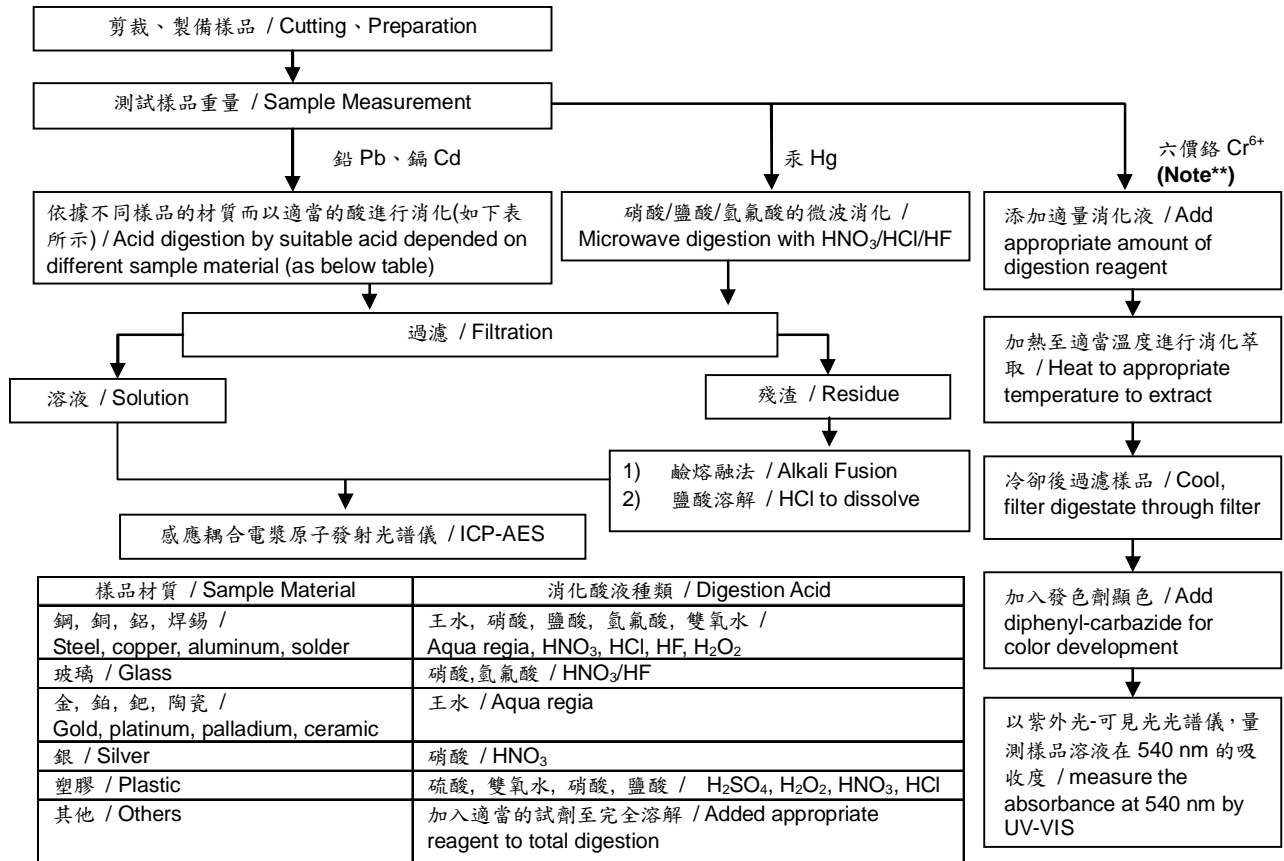 剪裁、製備樣品 / Cutting、Preparation
測試樣品重量 / Sample Measurement
鉛 Pb、鎘 Cd
汞 Hg
六價鉻 Cr⁶⁺
(Note**)
依據不同樣品的材質而以適當的酸進行消化(如下表
所示) / Acid digestion by suitable acid depended on
different sample material (as below table)
硝酸/鹽酸/氫氟酸的微波消化 /
Microwave digestion with HNO₃/HCl/HF
添加適量消化液 / Add
appropriate amount of
digestion reagent
過濾 / Filtration
加熱至適當溫度進行消化萃
取 / Heat to appropriate
temperature to extract
溶液 / Solution
殘渣 / Residue
1) 鹼熔融法 / Alkali Fusion
2) 鹽酸溶解 / HCl to dissolve
冷卻後過濾樣品 / Cool,
filter digestate through filter
感應耦合電漿原子發射光譜儀 / ICP-AES
加入發色劑顯色 / Add
diphenyl-carbazide for
color development
以紫外光-可見光光譜儀，量
測樣品溶液在 540 nm 的吸
收度 / measure the
absorbance at 540 nm by
UV-VIS
樣品材質 / Sample Material
消化酸液種類 / Digestion Acid
鋼, 銅, 鋁, 焊錫 /
Steel, copper, aluminum, solder
王水, 硝酸, 鹽酸, 氫氟酸, 雙氧水 /
Aqua regia, HNO₃, HCl, HF, H₂O₂
玻璃 / Glass
硝酸,氫氟酸 / HNO₃/HF
金, 鉑, 鈀, 陶瓷 /
Gold, platinum, palladium, ceramic
王水 / Aqua regia
銀 / Silver
硝酸 / HNO₃
塑膠 / Plastic
硫酸, 雙氧水, 硝酸, 鹽酸 / H₂SO₄, H₂O₂, HNO₃, HCl
其他 / Others
加入適當的試劑至完全溶解 / Added appropriate
reagent to total digestion